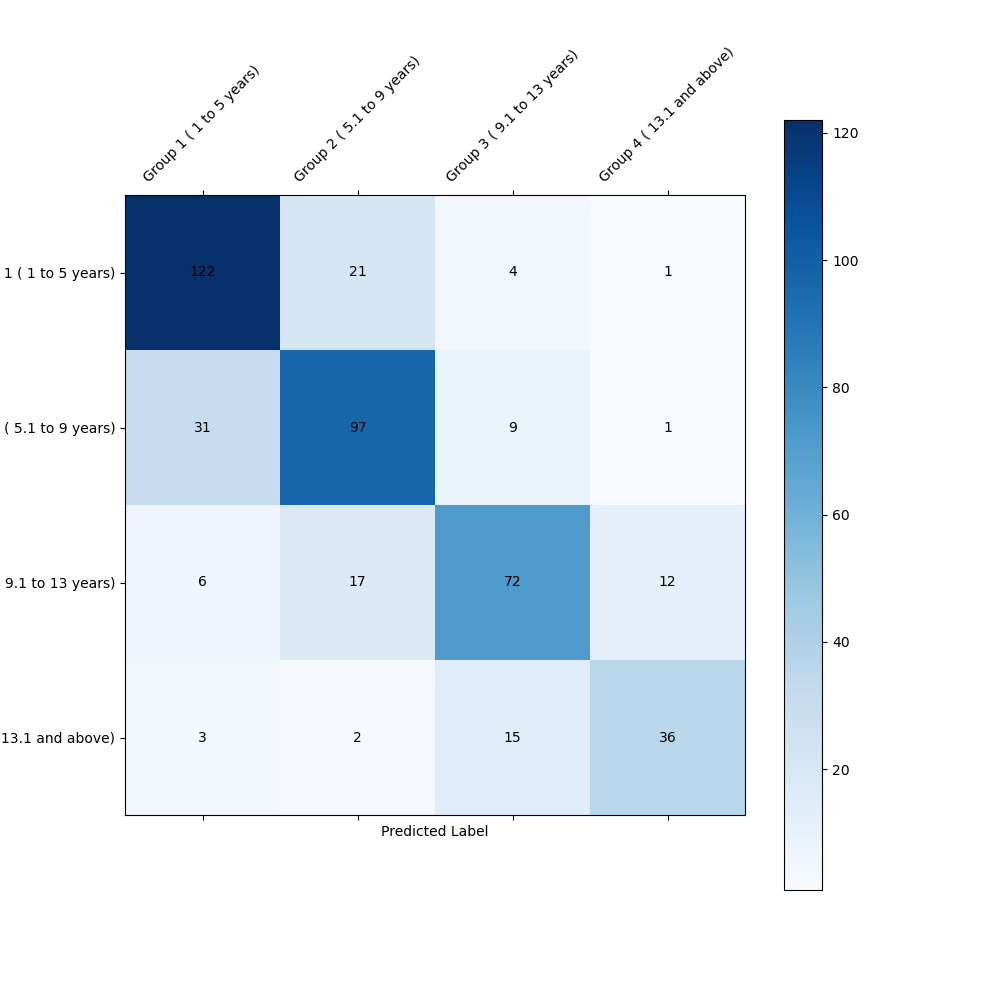 Group 1 ( 1 to 5 years)
Group 2 ( 5.1 to 9 years)
Group 3 ( 9.1 to 13 years)
Group 4 ( 13.1 and above)
1 ( 1 to 5 years)
122
21
4
1
( 5.1 to 9 years)
31
97
9
1
9.1 to 13 years)
6
17
72
12
13.1 and above)
3
2
15
36
Predicted Label
120
100
80
60
40
20